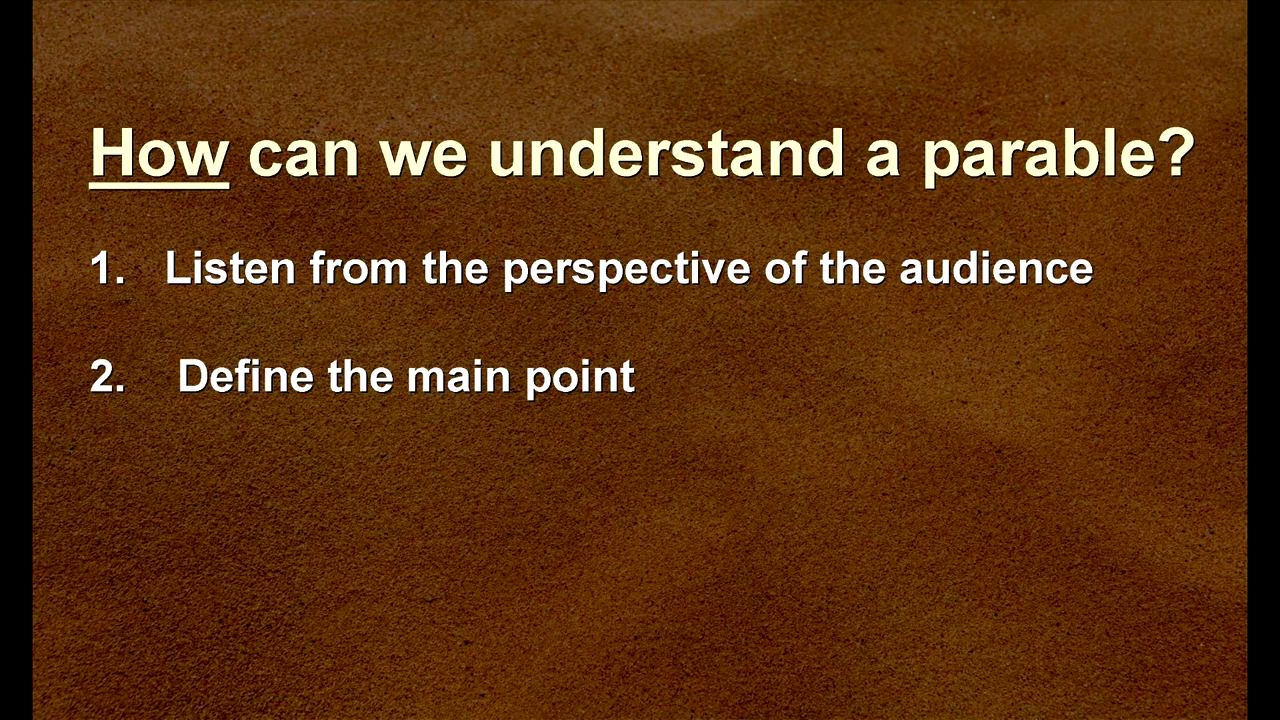 How can we understand a parable?
1. Listen from the perspective of the audience
2. Define the main point